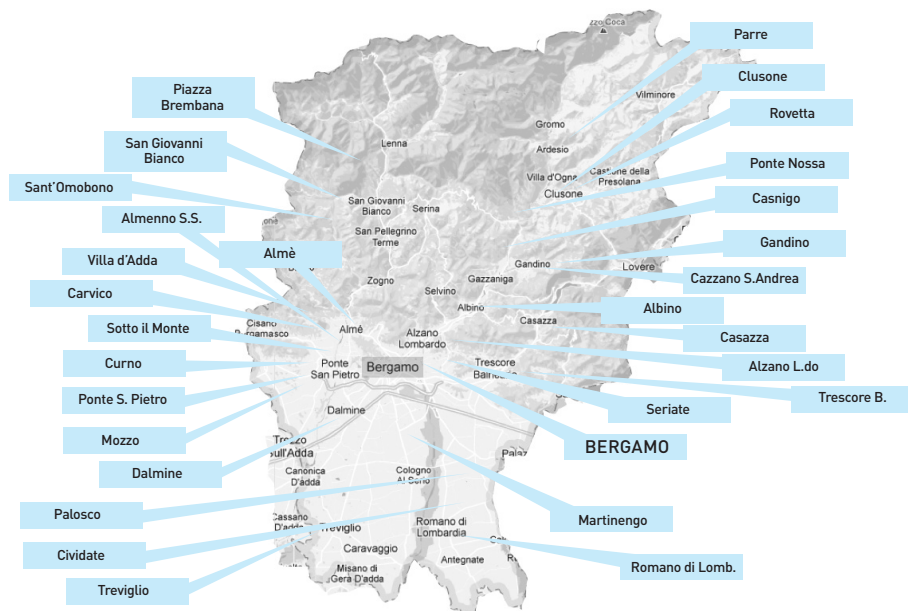 Parre
Clusone
Piazza
Brembana
Rovetta
San Giovanni
Bianco
Ponte Nossa
Sant'Omobono
Casnigo
Almenno S.S.
Gandino
Almè
Villa d'Adda
Cazzano S.Andrea
Carvico
Albino
Sotto il Monte
Casazza
Curno
Alzano L.do
Ponte S. Pietro
Trescore B.
Seriate
Mozzo
BERGAMO
Dalmine
Palosco
Martinengo
Cividate
Romano di Lomb.
Treviglio
Coca
Vilminore
Gromo
Lenna
Ardesio
Villa d'Ogna
Castione della
Presolana
Clusone
San Giovanni
Bianco
Serina
San Pellegrino
Terme
Gandino
Lovere
Zogno
Gazzaniga
Selvino
Albino
Casazza
Cisano
Bergamasco
Almè
Alzano
Lombardo
Ponte
San Pietro
Bergamo
Trescore
Balneario
Dalmine
Trezzo
sull'Adda
Palaz
Canonica
D'adda
Cologno
Al Serio
Cassano
D'adda
Treviglio
Romano di
Lombardia
Caravaggio
Antegnate
Misano di
Gera D'adda